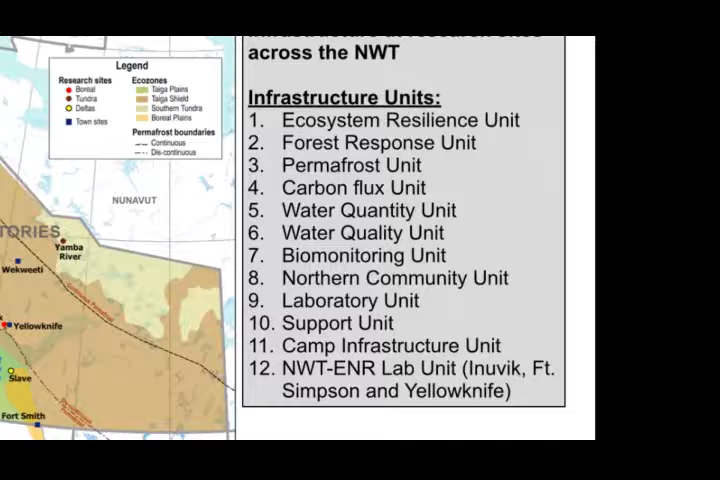 across the NWT
Infrastructure Units:
1. Ecosystem Resilience Unit
2. Forest Response Unit
3. Permafrost Unit
4. Carbon flux Unit
5. Water Quantity Unit
6. Water Quality Unit
7. Biomonitoring Unit
8. Northern Community Unit
9. Laboratory Unit
10. Support Unit
11. Camp Infrastructure Unit
12. NWT-ENR Lab Unit (Inuvik, Ft.
Simpson and Yellowknife)
Legend
Research sites
Boreal
Tundra
Deltas
Town sites
Ecozones
Taiga Plains
Taiga Shield
Southern Tundra
Boreal Plains
Permafrost boundaries
Continuous
Dis-continuous
NUNAVUT
TORIES
Yamba
River
Wekweeti
Continuous Permafrost
Yellowknife
Slave
Fort Smith